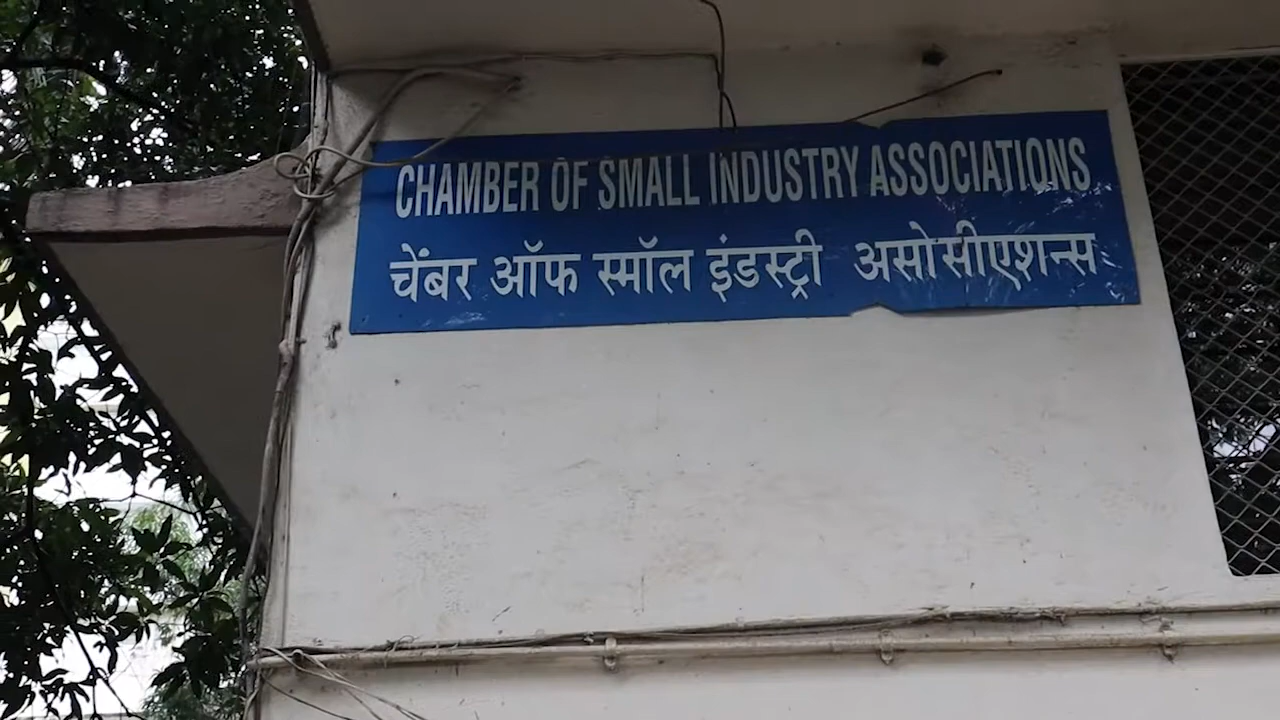 CHAMBER OF SMALL INDUSTRY ASSOCIATIONS
चेंबर ऑफ स्मॉल इंडस्ट्री असोसीएशन्स